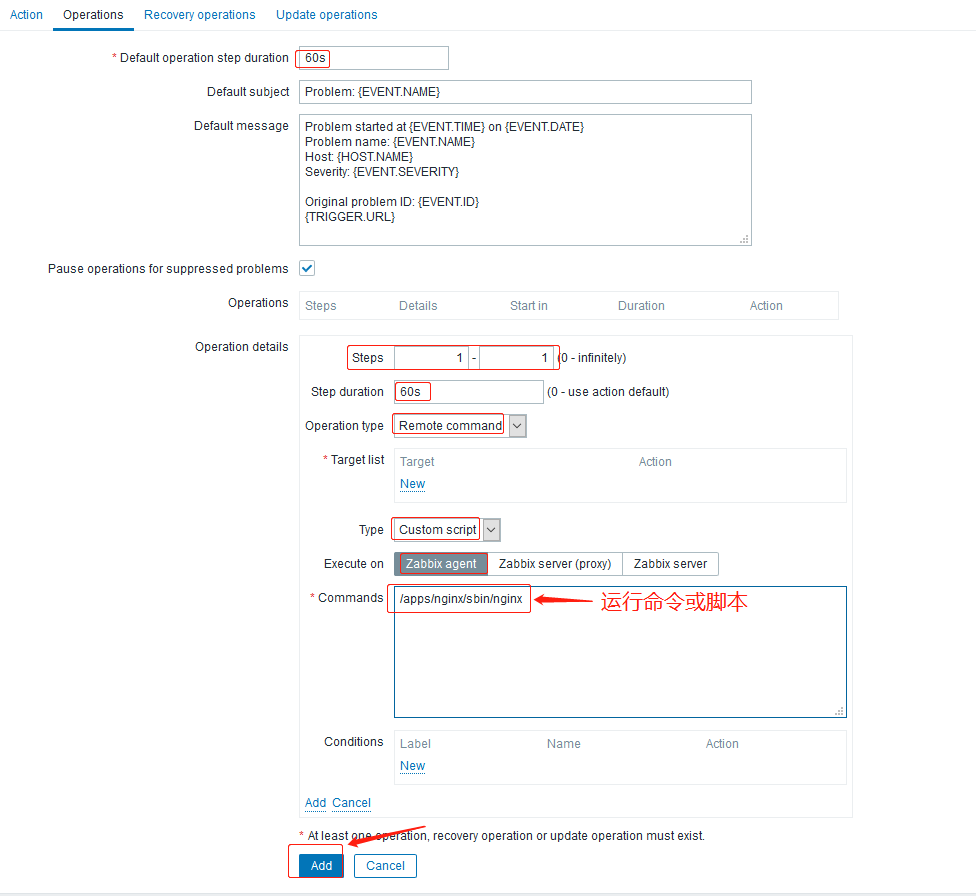 Action Operations Recovery operations Update operations
* Default operation step duration 60s
Default subject Problem: {EVENT.NAME}
Default message Problem started at {EVENT.TIME} on {EVENT.DATE}
Problem name: {EVENT.NAME}
Host: {HOST.NAME}
Severity: {EVENT.SEVERITY}
Original problem ID: {EVENT.ID}
{TRIGGER.URL}
Pause operations for suppressed problems
Operations Steps Details Start in Duration Action
Operation details
Steps 1 - 1 (0 - infinitely)
Step duration 60s (0 - use action default)
Operation type Remote command
* Target list Target Action
New
Type Custom script
Execute on Zabbix agent Zabbix server (proxy) Zabbix server
* Commands /apps/nginx/sbin/nginx 运行命令或脚本
Conditions Label Name Action
New
Add Cancel
* At least one operation, recovery operation or update operation must exist.
Add Cancel